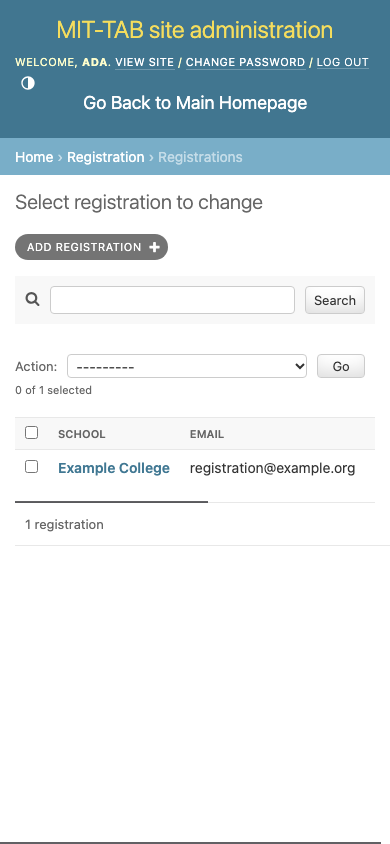 MIT-TAB site administration
WELCOME, ADA. VIEW SITE / CHANGE PASSWORD / LOG OUT
Go Back to Main Homepage
Home › Registration › Registrations
Select registration to change
ADD REGISTRATION
Search
Action: --------- Go
0 of 1 selected
SCHOOL EMAIL
Example College registration@example.org
1 registration